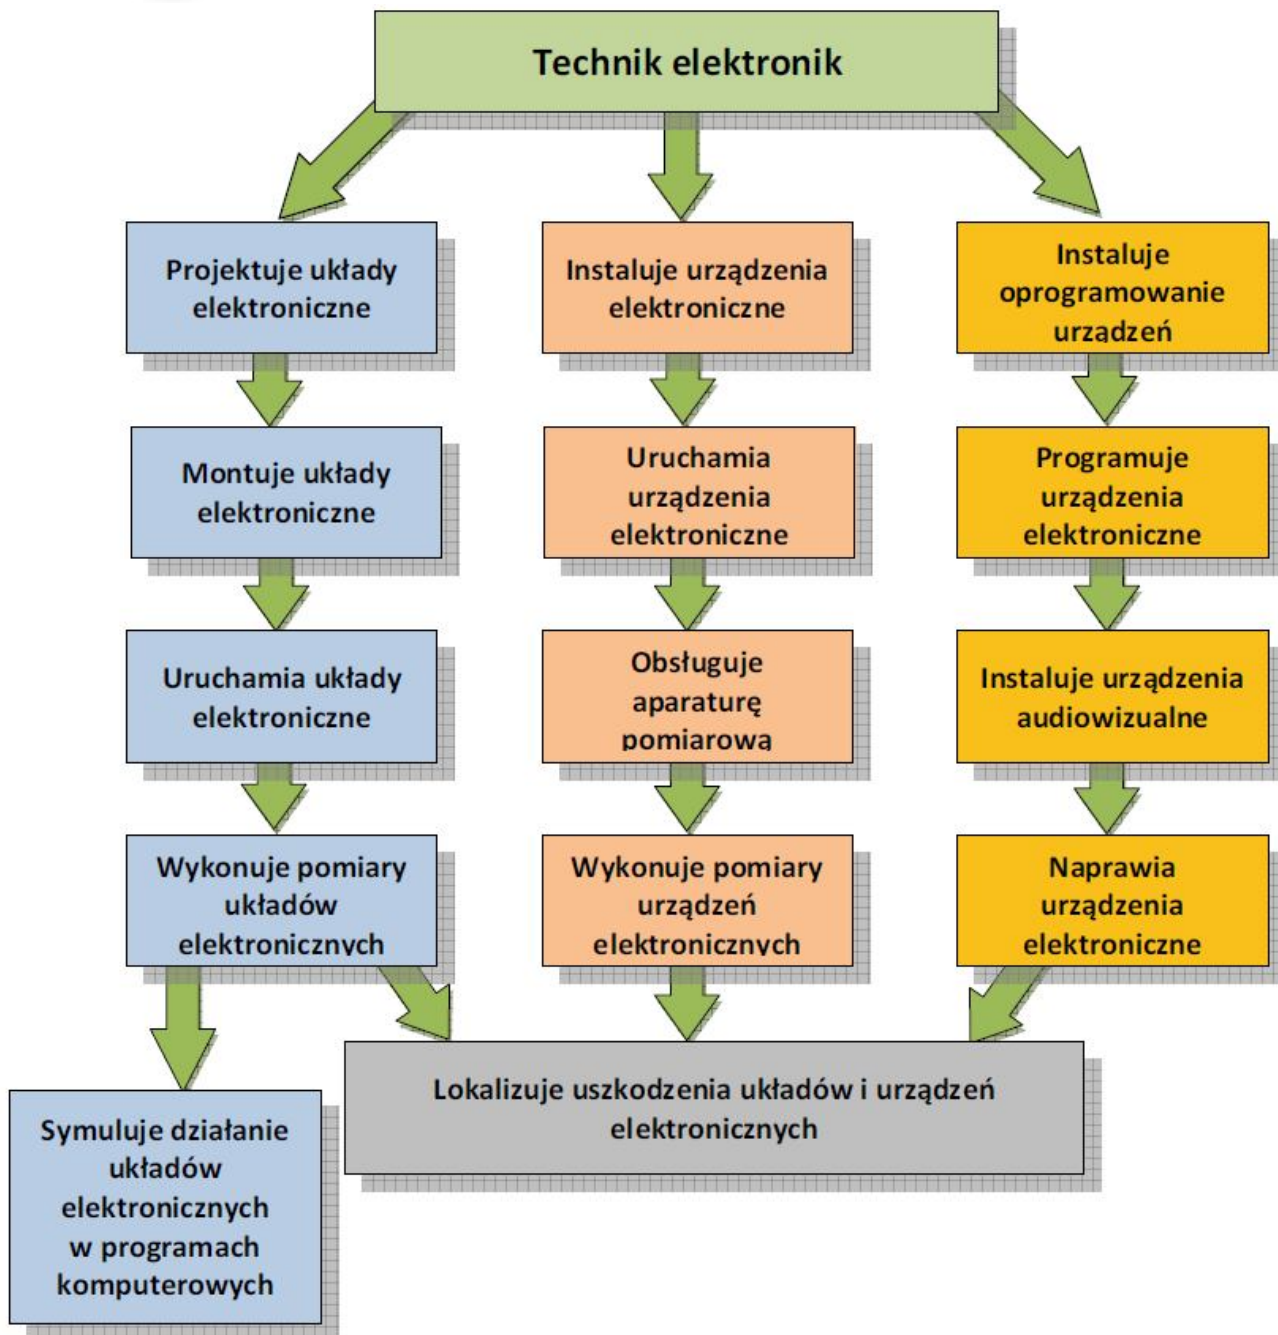 Technik elektronik
Projektuje układy
elektroniczne
Instaluje urządzenia
elektroniczne
Instaluje
oprogramowanie
urządzeń
Montuje układy
elektroniczne
Uruchamia
urządzenia
elektroniczne
Programuje
urządzenia
elektroniczne
Uruchamia układy
elektroniczne
Obsługuje
aparaturę
pomiarową
Instaluje urządzenia
audiowizualne
Wykonuje pomiary
układów
elektronicznych
Wykonuje pomiary
urządzeń
elektronicznych
Naprawia
urządzenia
elektroniczne
Lokalizuje uszkodzenia układów i urządzeń
elektronicznych
Symuluje działanie
układów
elektronicznych
w programach
komputerowych